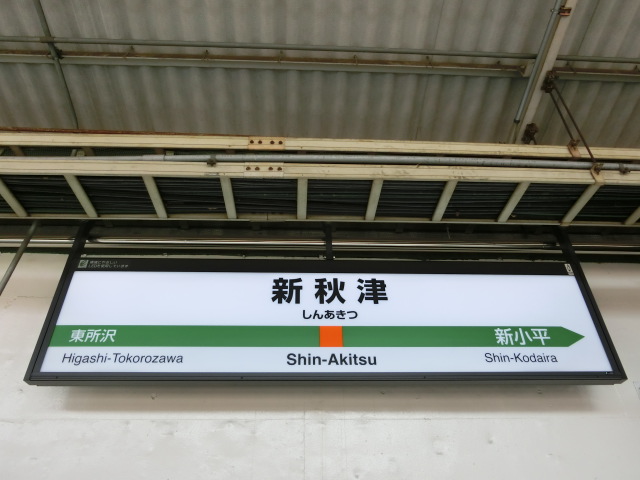 新秋津
しんあきつ
東所沢
新小平
Higashi-Tokorozawa
Shin-Akitsu
Shin-Kodaira